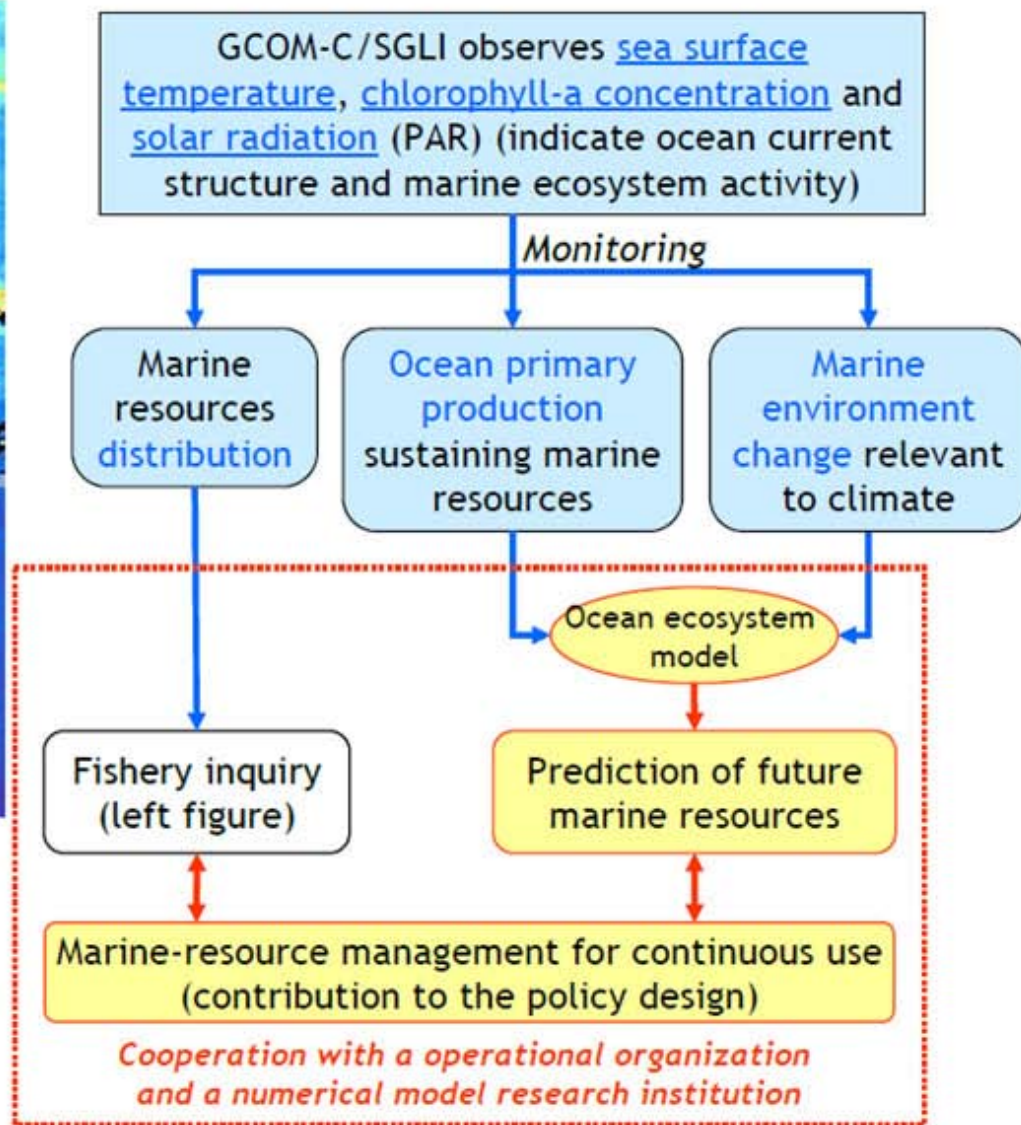 GCOM-C/SGLI observes sea surface
temperature, chlorophyll-a concentration and
solar radiation (PAR) (indicate ocean current
structure and marine ecosystem activity)
Monitoring
Marine
resources
distribution
Ocean primary
production
sustaining marine
resources
Marine
environment
change relevant
to climate
Ocean ecosystem
model
Fishery inquiry
(left figure)
Prediction of future
marine resources
Marine-resource management for continuous use
(contribution to the policy design)
Cooperation with a operational organization
and a numerical model research institution